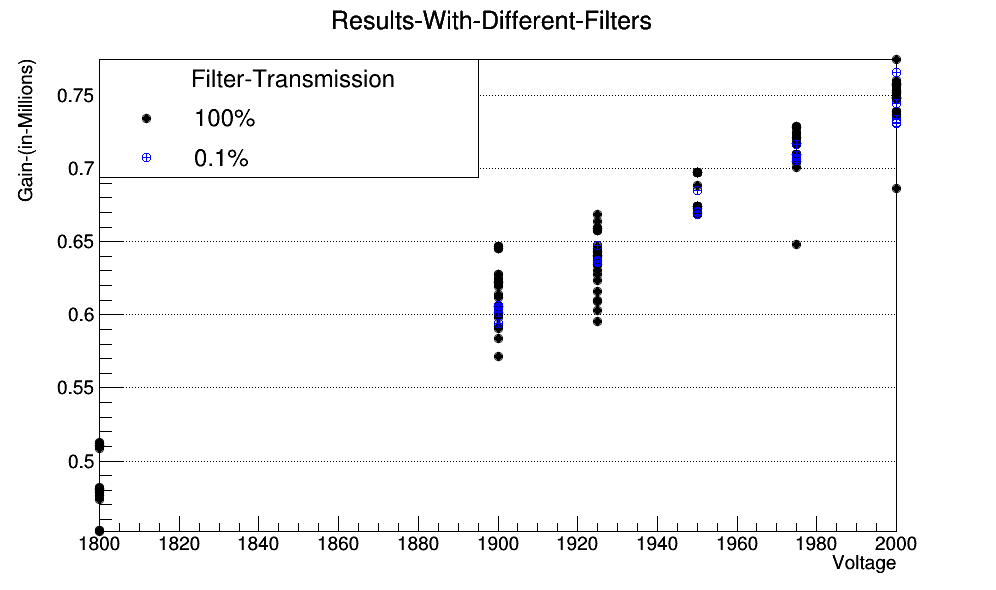 Results-With-Different-Filters
Gain-(in-Millions)
Filter-Transmission
100%
0.1%
0.75
0.7
0.65
0.6
0.55
0.5
1800 1820 1840 1860 1880 1900 1920 1940 1960 1980 2000
Voltage